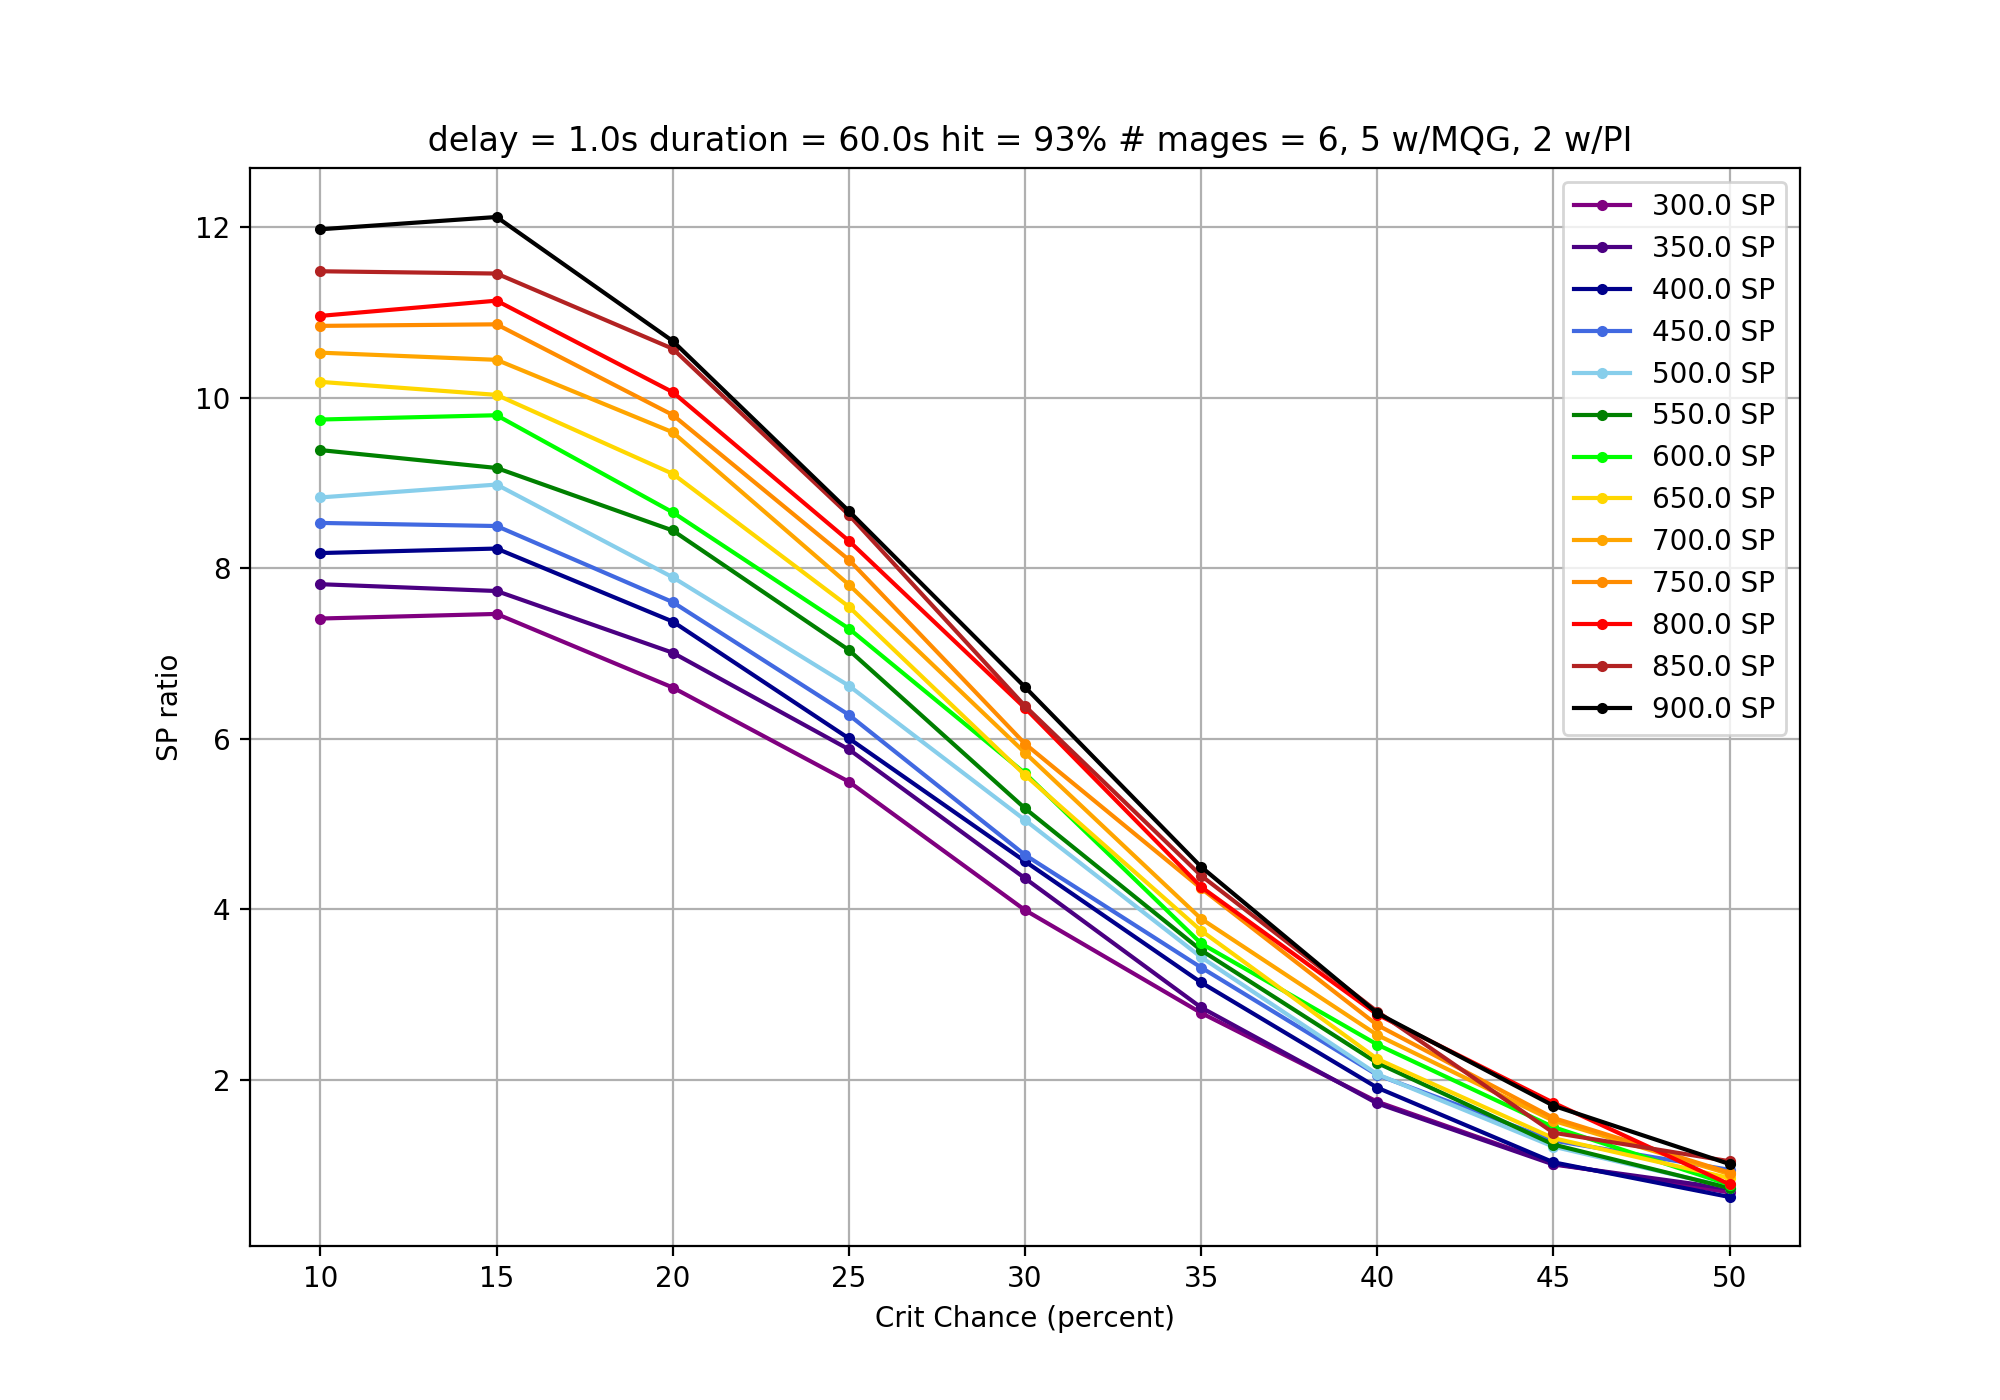 delay = 1.0s duration = 60.0s hit = 93% # mages = 6, 5 w/MQG, 2 w/PI
300.0 SP
350.0 SP
400.0 SP
450.0 SP
500.0 SP
550.0 SP
600.0 SP
650.0 SP
700.0 SP
750.0 SP
800.0 SP
850.0 SP
900.0 SP
12
10
8
6
4
2
SP ratio
10 15 20 25 30 35 40 45 50
Crit Chance (percent)